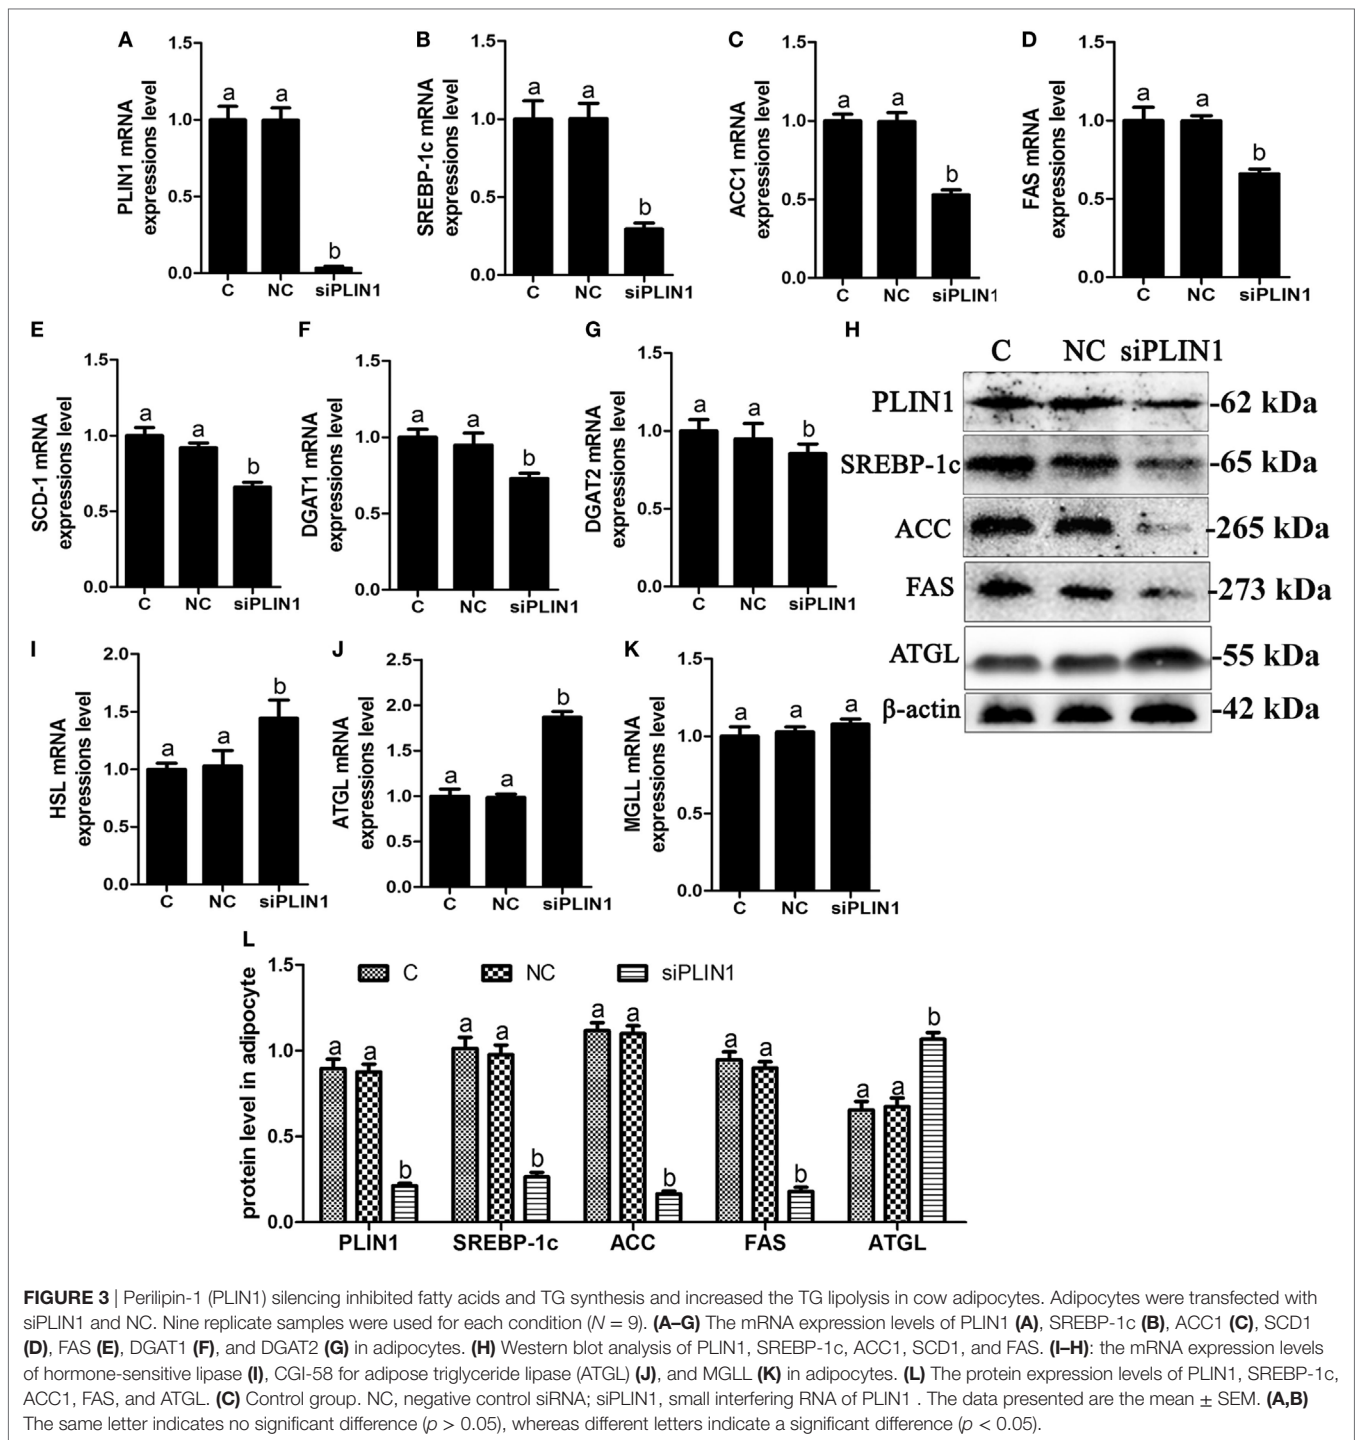 A
PLIN1 mRNA
expressions level
1.5
1.0
0.5
0.0
a
a
b
C
NC
siPLIN1
B
SREBP-1c mRNA
expressions level
1.5
1.0
0.5
0.0
a
a
b
C
NC
siPLIN1
C
ACC1 mRNA
expressions level
1.5
1.0
0.5
0.0
a
a
b
C
NC
siPLIN1
D
FAS mRNA
expressions level
1.5
1.0
0.5
0.0
a
a
b
C
NC
siPLIN1
E
SCD-1 mRNA
expressions level
1.5
1.0
0.5
0.0
a
a
b
C
NC
siPLIN1
F
DGAT1 mRNA
expressions level
1.5
1.0
0.5
0.0
a
a
b
C
NC
siPLIN1
G
DGAT2 mRNA
expressions level
1.5
1.0
0.5
0.0
a
a
b
C
NC
siPLIN1
H
C NC siPLIN1
PLIN1 -62 kDa
SREBP-1c -65 kDa
ACC -265 kDa
FAS -273 kDa
ATGL -55 kDa
β-actin -42 kDa
I
HSL mRNA
expressions level
2.0
1.5
1.0
0.5
0.0
a
a
b
C
NC
siPLIN1
J
ATGL mRNA
expressions level
2.5
2.0
1.5
1.0
0.5
0.0
a
a
b
C
NC
siPLIN1
K
MGLL mRNA
expressions level
1.5
1.0
0.5
0.0
a
a
a
C
NC
siPLIN1
L
protein level in adipocyte
1.5
1.0
0.5
0.0
C NC siPLIN1
a a b
a a b
a a b
a a b
a a b
PLIN1 SREBP-1c ACC FAS ATGL
FIGURE 3 | Perilipin-1 (PLIN1) silencing inhibited fatty acids and TG synthesis and increased the TG lipolysis in cow adipocytes. Adipocytes were transfected with
siPLIN1 and NC. Nine replicate samples were used for each condition (N = 9). (A–G) The mRNA expression levels of PLIN1 (A), SREBP-1c (B), ACC1 (C), SCD1
(D), FAS (E), DGAT1 (F), and DGAT2 (G) in adipocytes. (H) Western blot analysis of PLIN1, SREBP-1c, ACC1, SCD1, and FAS. (I–H): the mRNA expression levels
of hormone-sensitive lipase (I), CGI-58 for adipose triglyceride lipase (ATGL) (J), and MGLL (K) in adipocytes. (L) The protein expression levels of PLIN1, SREBP-1c,
ACC1, FAS, and ATGL. (C) Control group. NC, negative control siRNA; siPLIN1, small interfering RNA of PLIN1 . The data presented are the mean ± SEM. (A,B)
The same letter indicates no significant difference (p > 0.05), whereas different letters indicate a significant difference (p < 0.05).